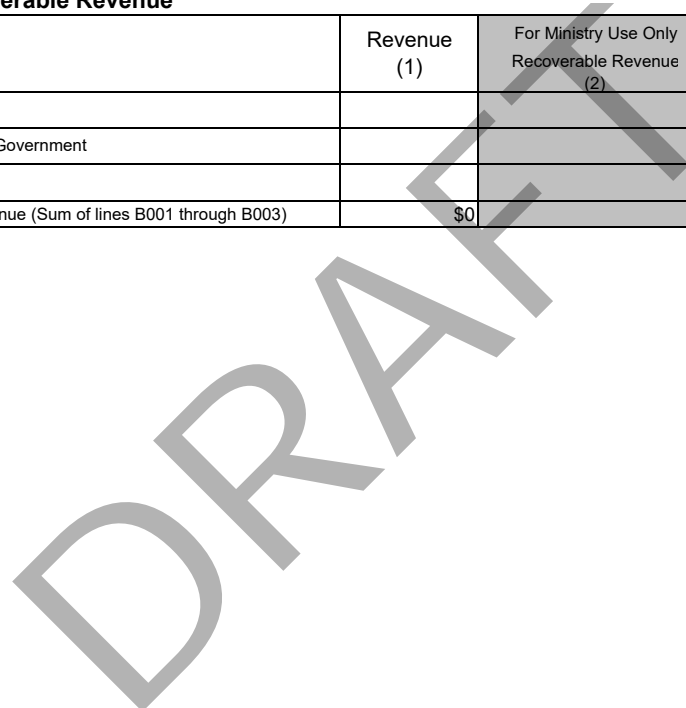 erable Revenue
Revenue
(1)
For Ministry Use Only
Recoverable Revenue
(2)
Government
nue (Sum of lines B001 through B003)
$0
DRAFT